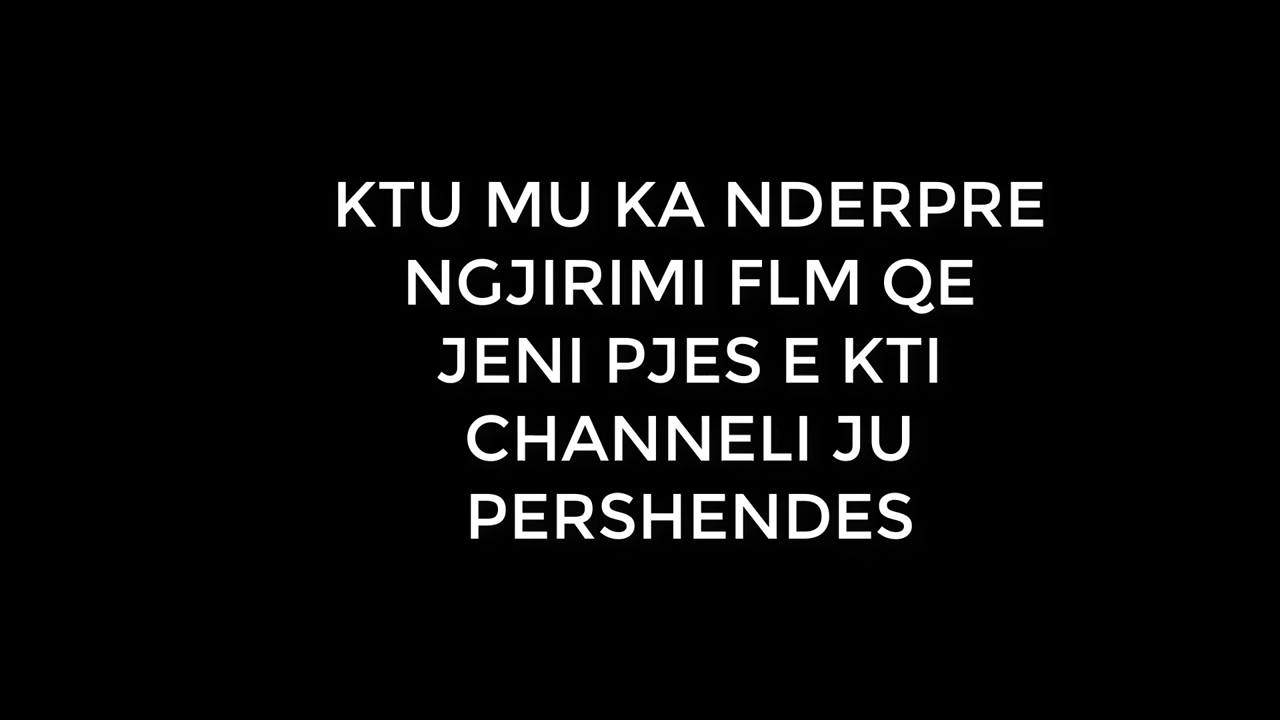 KTU MU KA NDERPRE
NGJIRIMI FLM QE
JENI PJES E KTI
CHANNELI JU
PERSHENDES